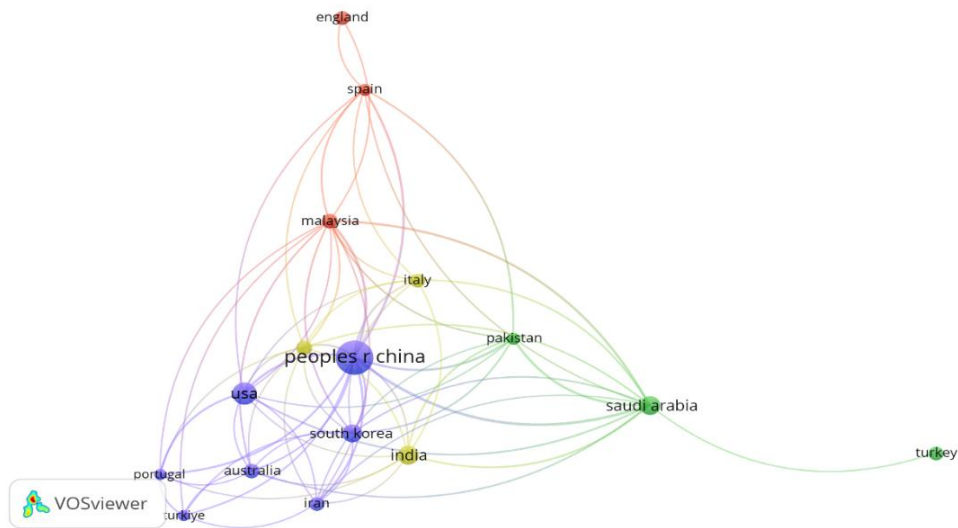 england
spain
malaysia
italy
pakistan
peoples r china
usa
saudi arabia
south korea
india
turkey
portugal
australia
iran
turkiye
VOSviewer